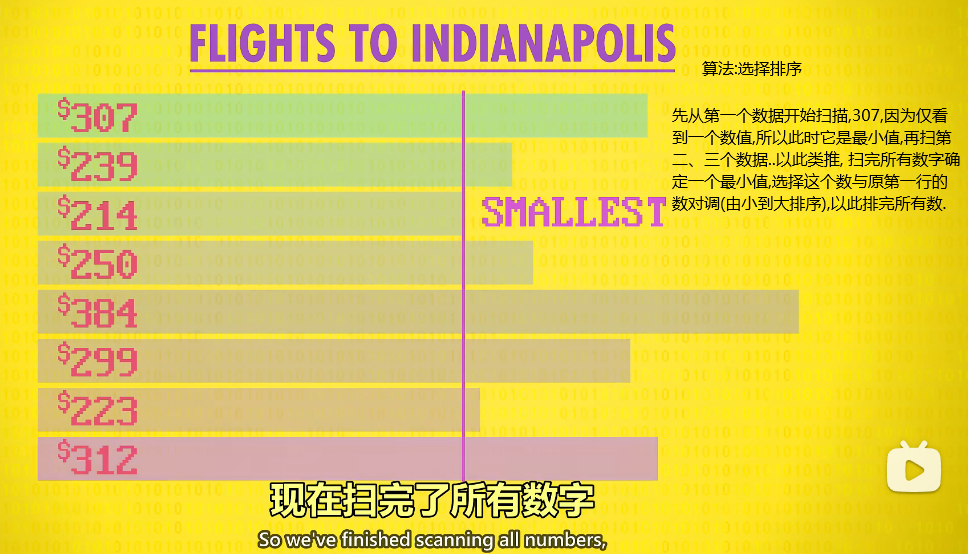 FLIGHTS TO INDIANAPOLIS
算法:选择排序
$307
先从第一个数据开始扫描,307,因为仅看
到一个数值,所以此时它是最小值,再扫第
二、三个数据..以此类推, 扫完所有数字确
定一个最小值,选择这个数与原第一行的
数对调(由小到大排序),以此排完所有数.
$239
$214
SMALLEST
$250
$384
$299
$223
$312
现在扫完了所有数字
So we've finished scanning all numbers,